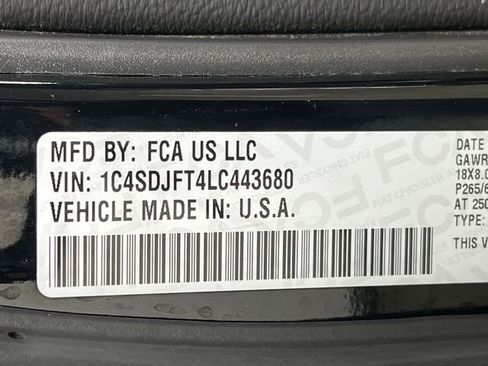 MFD BY: FCA US LLC
VIN: 1C4SDJFT4LC443680
VEHICLE MADE IN: U.S.A.
DATE
GAWR
18X8.0
P265/6
AT 250
THIS V